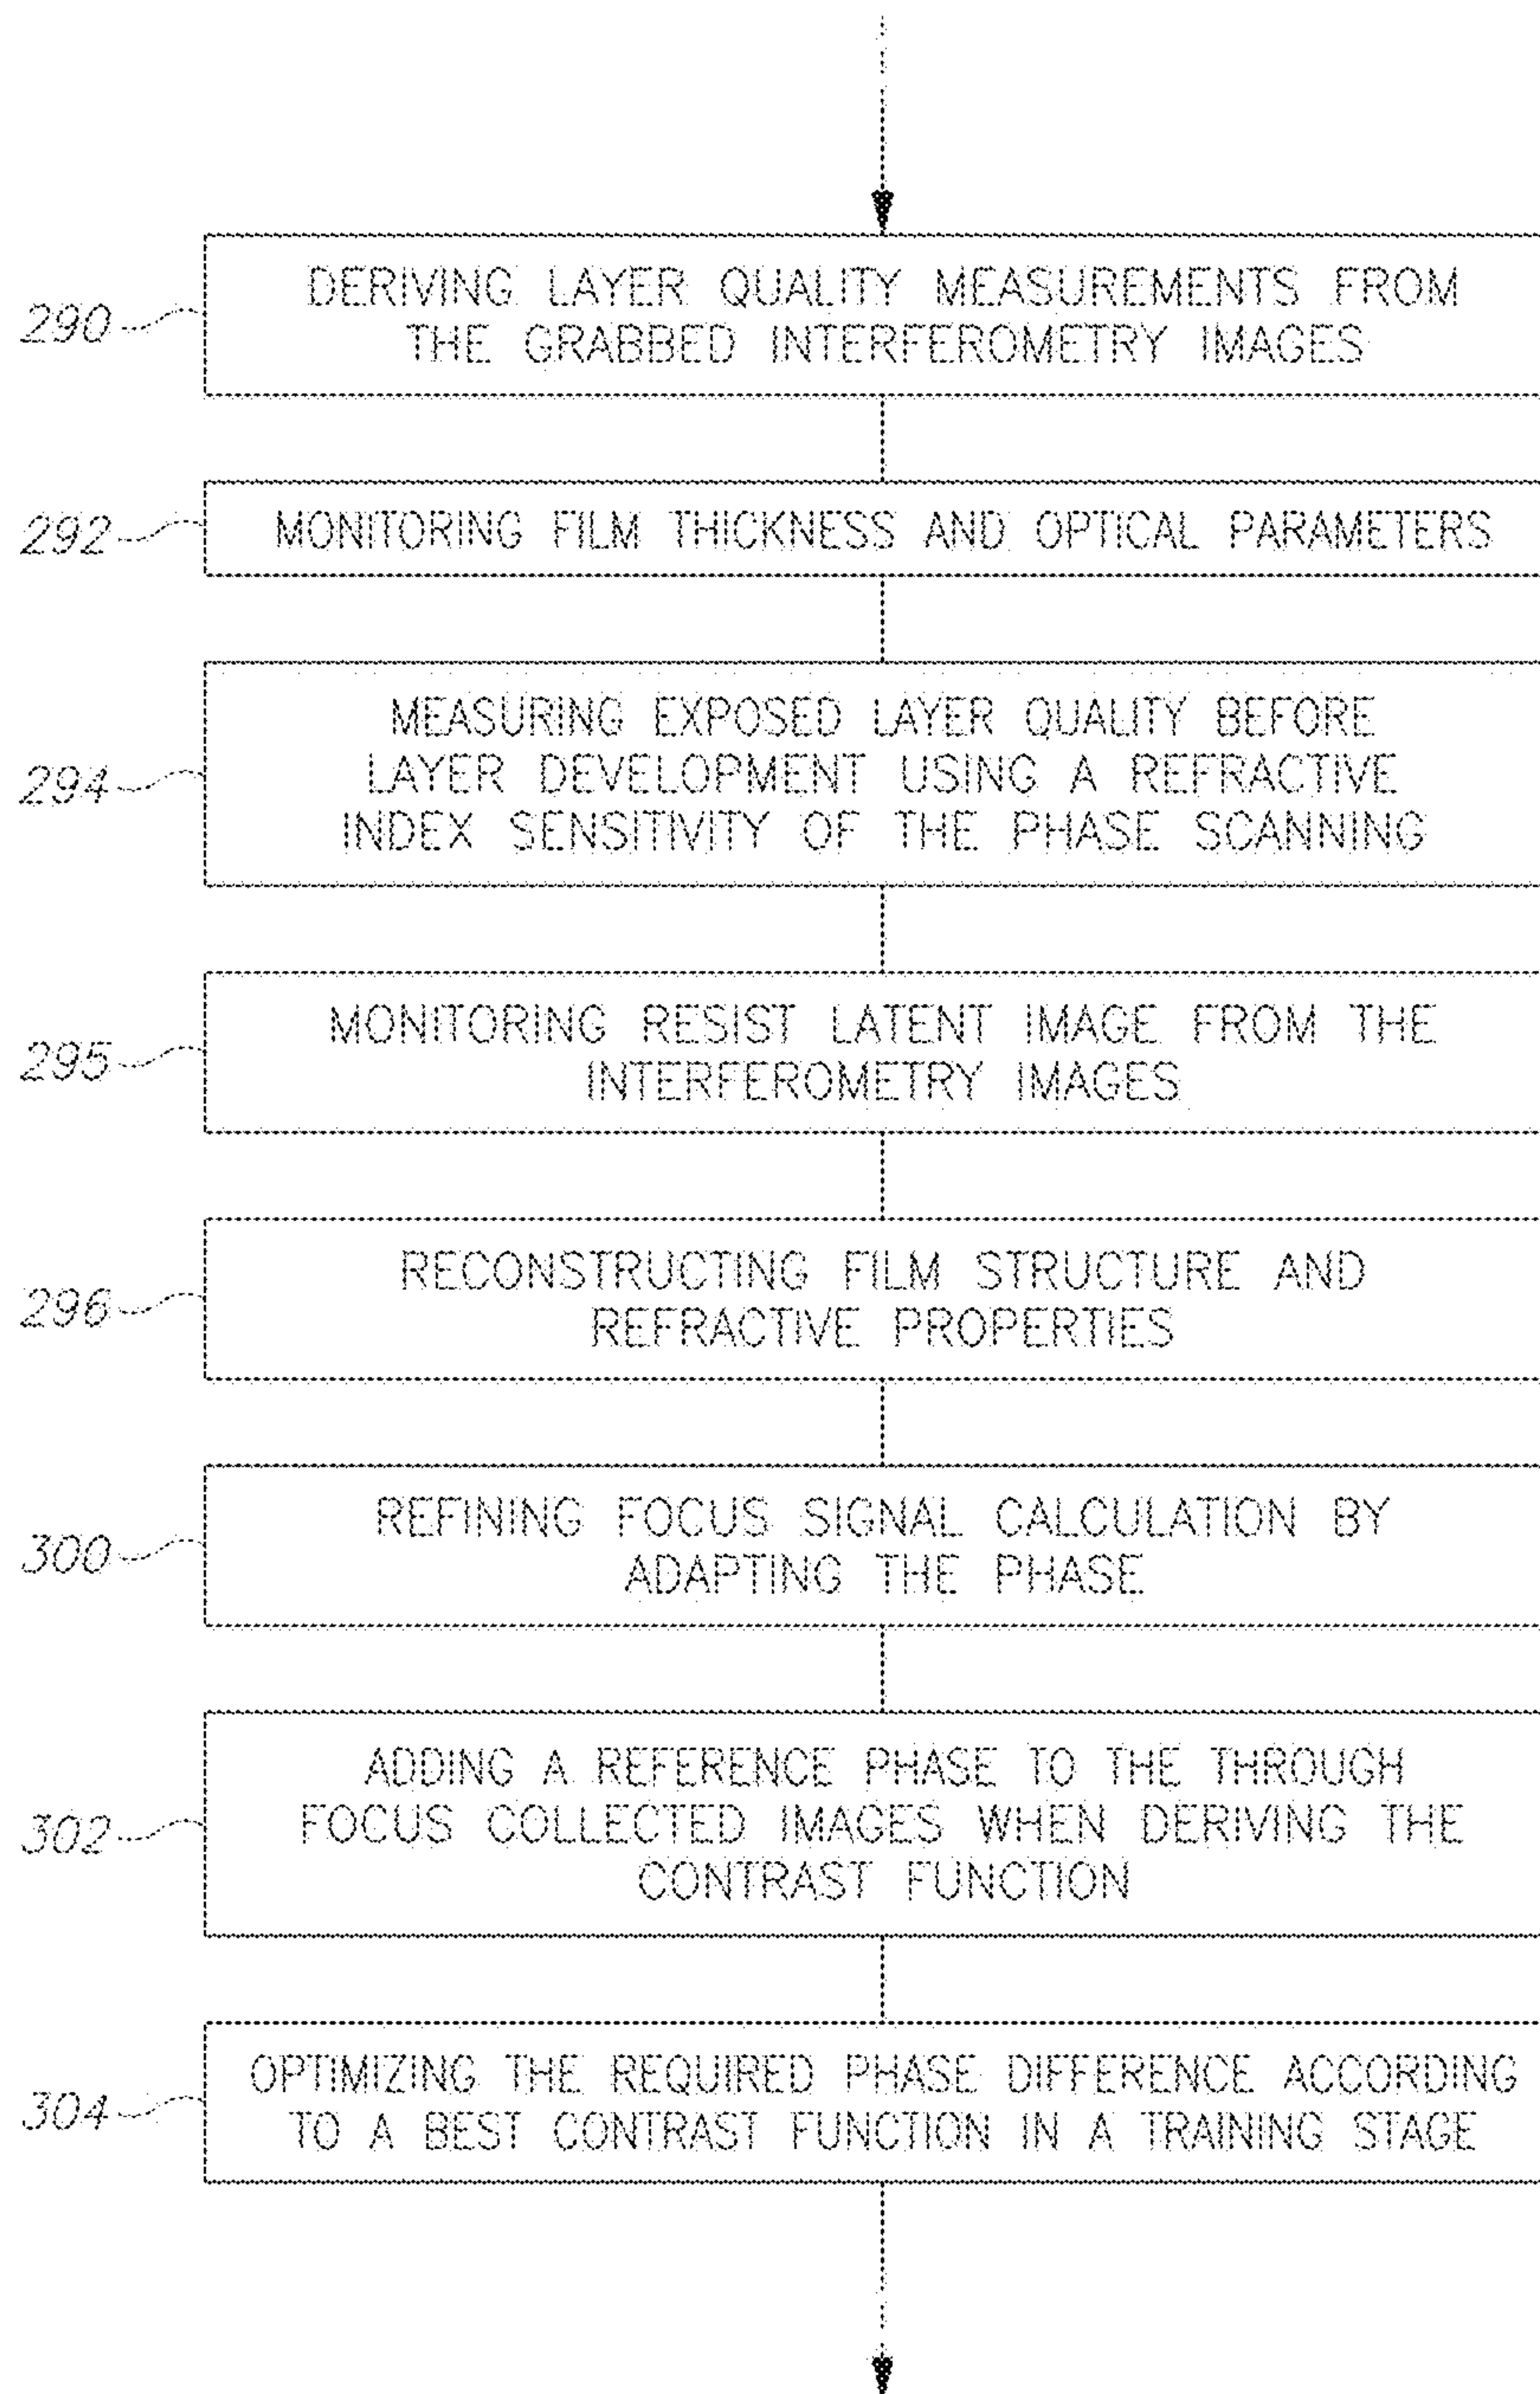 290
DERIVING LAYER QUALITY MEASUREMENTS FROM
THE GRABBED INTERFEROMETRY IMAGES
292
MONITORING FILM THICKNESS AND OPTICAL PARAMETERS
294
MEASURING EXPOSED LAYER QUALITY BEFORE
LAYER DEVELOPMENT USING A REFRACTIVE
INDEX SENSITIVITY OF THE PHASE SCANNING
295
MONITORING RESIST LATENT IMAGE FROM THE
INTERFEROMETRY IMAGES
296
RECONSTRUCTING FILM STRUCTURE AND
REFRACTIVE PROPERTIES
300
REFINING FOCUS SIGNAL CALCULATION BY
ADAPTING THE PHASE
302
ADDING A REFERENCE PHASE TO THE THROUGH
FOCUS COLLECTED IMAGES WHEN DERIVING THE
CONTRAST FUNCTION
304
OPTIMIZING THE REQUIRED PHASE DIFFERENCE ACCORDING
TO A BEST CONTRAST FUNCTION IN A TRAINING STAGE